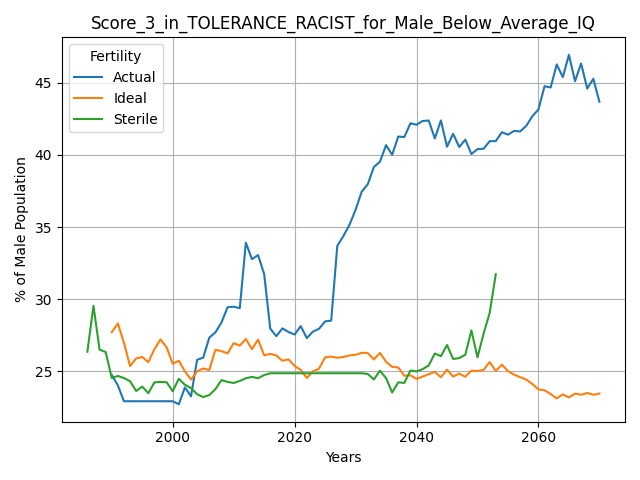 Score_3_in_TOLERANCE_RACIST_for_Male_Below_Average_IQ
Fertility
Actual
Ideal
Sterile
% of Male Population
45
40
35
30
25
2000
2020
2040
2060
Years